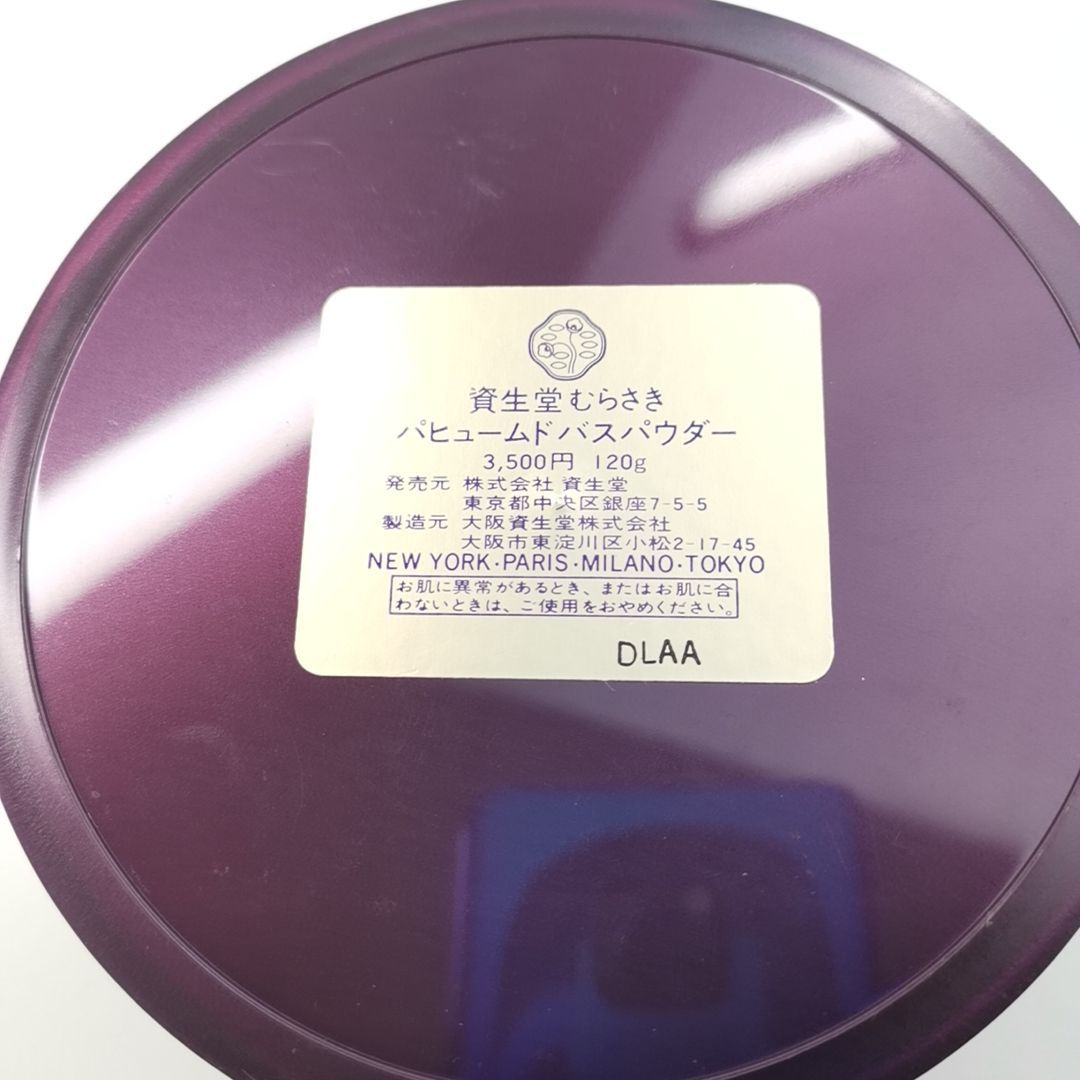 資生堂むらさき
パヒュームド バスパウダー
3,500円 120g
発売元 株式会社 資生堂
東京都中央区銀座7-5-5
製造元 大阪資生堂株式会社
大阪市東淀川区小松2-17-45
NEW YORK・PARIS・MILANO・TOKYO
お肌に異常があるとき、またはお肌に合
わないときは、ご使用をおやめください。
DLAA